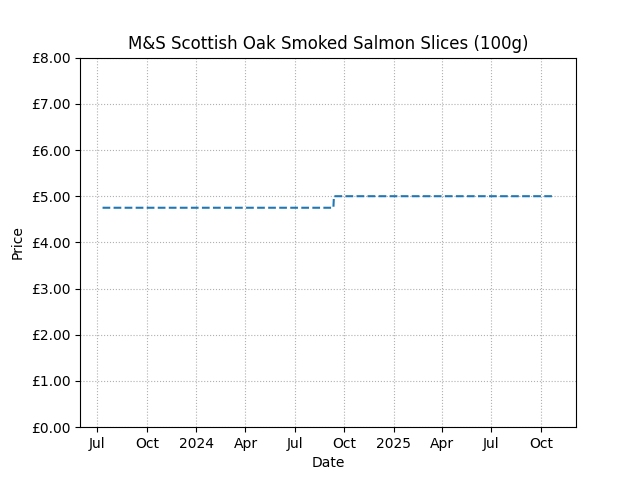 M&S Scottish Oak Smoked Salmon Slices (100g)
£8.00
£7.00
£6.00
£5.00
£4.00
£3.00
£2.00
£1.00
£0.00
Price
Jul Oct 2024 Apr Jul Oct 2025 Apr Jul Oct
Date